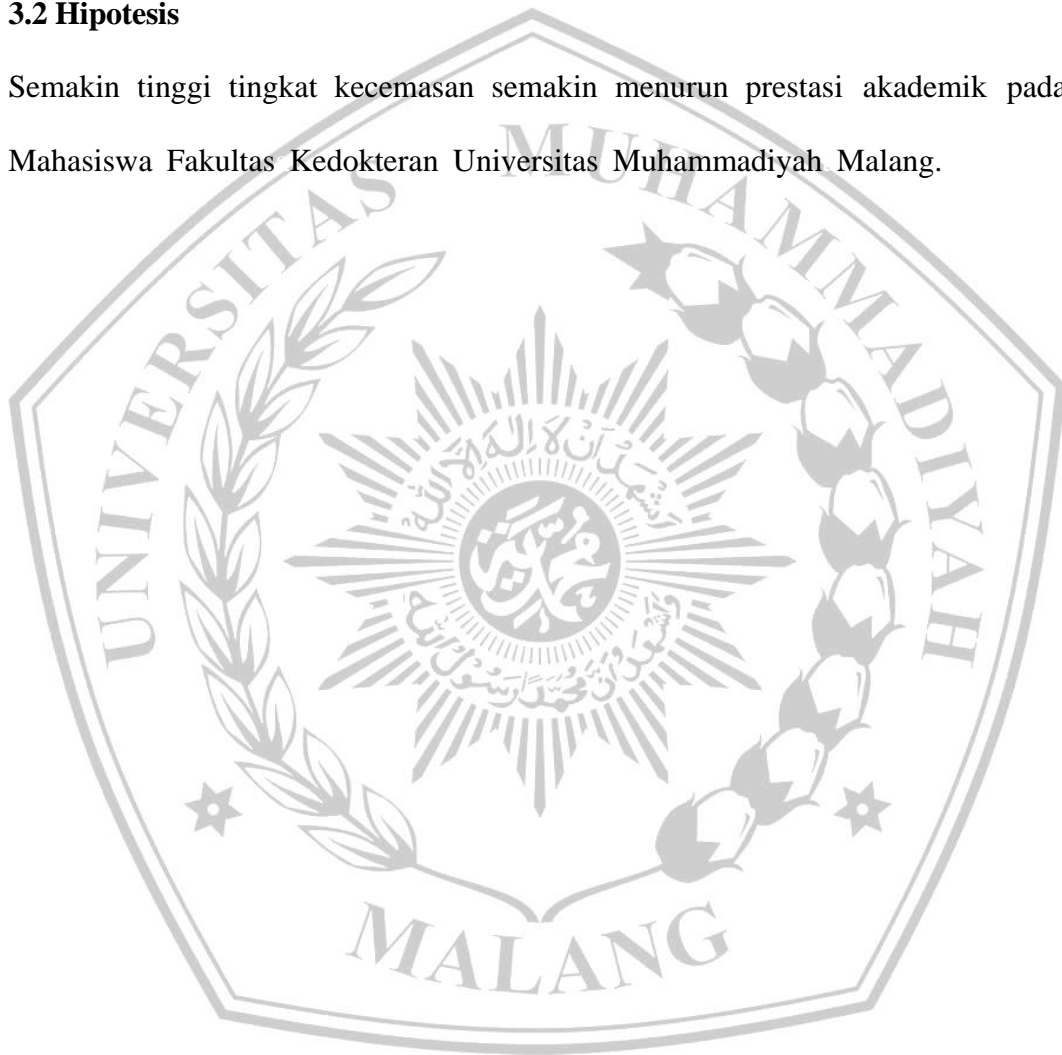 3.2 Hipotesis
Semakin tinggi tingkat kecemasan semakin menurun prestasi akademik pada
Mahasiswa Fakultas Kedokteran Universitas Muhammadiyah Malang.
UNIVERSITAS MUHAMMADIYAH
MALANG